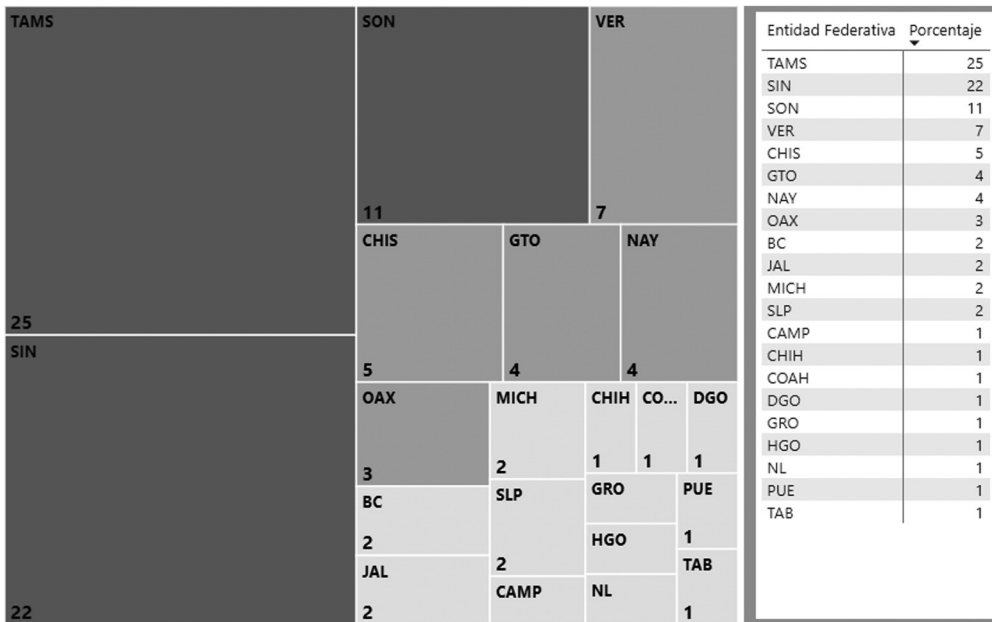 TAMS
25
SIN
22
SON
11
VER
7
CHIS
5
GTO
4
NAY
4
OAX
3
BC
2
JAL
2
MICH
2
SLP
2
CAMP
CHIH
1
CO...
1
DGO
1
GRO
HGO
NL
PUE
1
TAB
1
Entidad Federativa Porcentaje
TAMS 25
SIN 22
SON 11
VER 7
CHIS 5
GTO 4
NAY 4
OAX 3
BC 2
JAL 2
MICH 2
SLP 2
CAMP 1
CHIH 1
COAH 1
DGO 1
GRO 1
HGO 1
NL 1
PUE 1
TAB 1